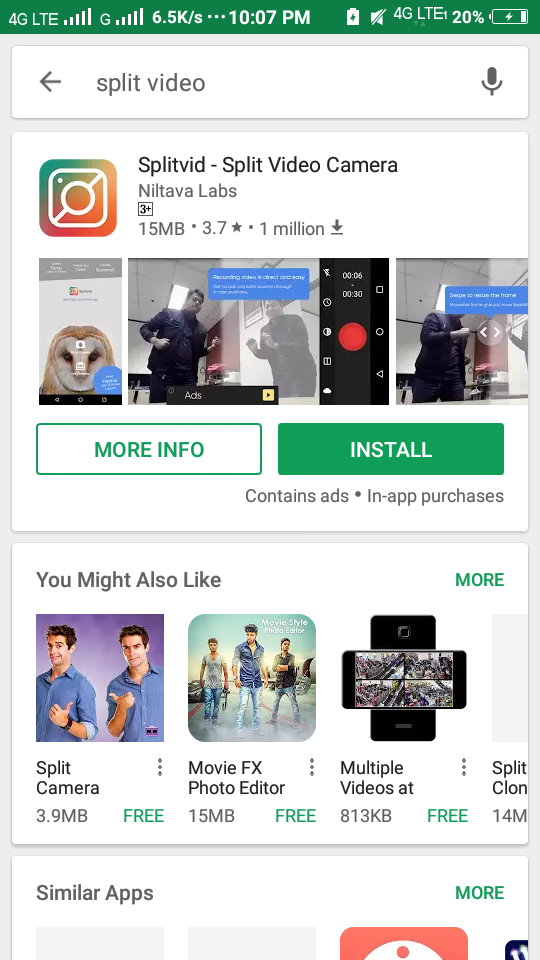 4G LTE G 6.5K/s ··· 10:07 PM 4G LTE1 20%
split video
Splitvid - Split Video Camera
Niltava Labs
3+
15MB • 3.7 ★ • 1 million
Recording video is direct and easy
00:06
00:30
Ads
Swipe to resize the frame
MORE INFO
INSTALL
Contains ads • In-app purchases
You Might Also Like
MORE
Movie Style
Photo Editor
Split
Camera
3.9MB FREE
Movie FX
Photo Editor
15MB FREE
Multiple
Videos at
813KB FREE
Split
Clon
14M
Similar Apps
MORE